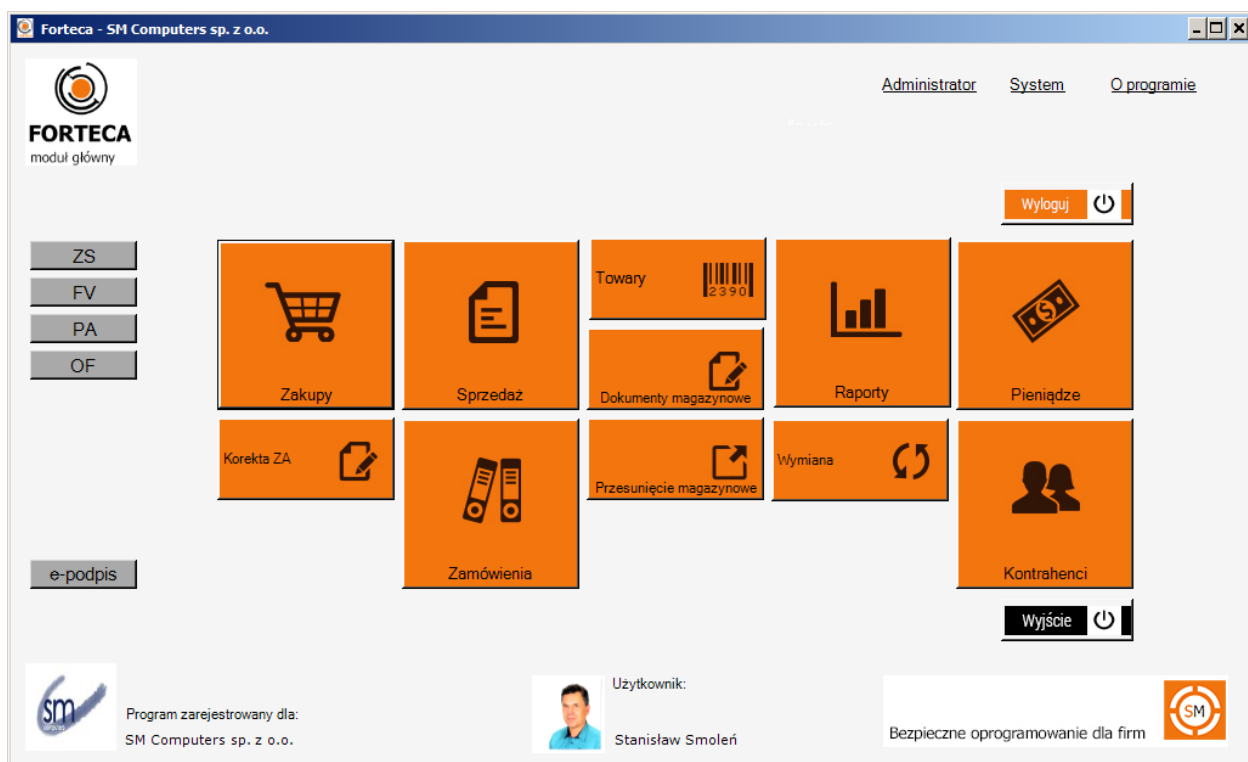 Forteca - SM Computers sp. z o.o.
FORTECA
moduł główny
Administrator System O programie
Wyloguj
ZS
FV
PA
OF
e-podpis
Zakupy
Sprzedaż
Towary
2390
Dokumenty magazynowe
Raporty
Pieniądze
Korekta ZA
Zamówienia
Przesunięcie magazynowe
Wymiana
Kontrahenci
Wyjście
sm
Program zarejestrowany dla:
SM Computers sp. z o.o.
Użytkownik:
Stanisław Smoleń
Bezpieczne oprogramowanie dla firm
SM